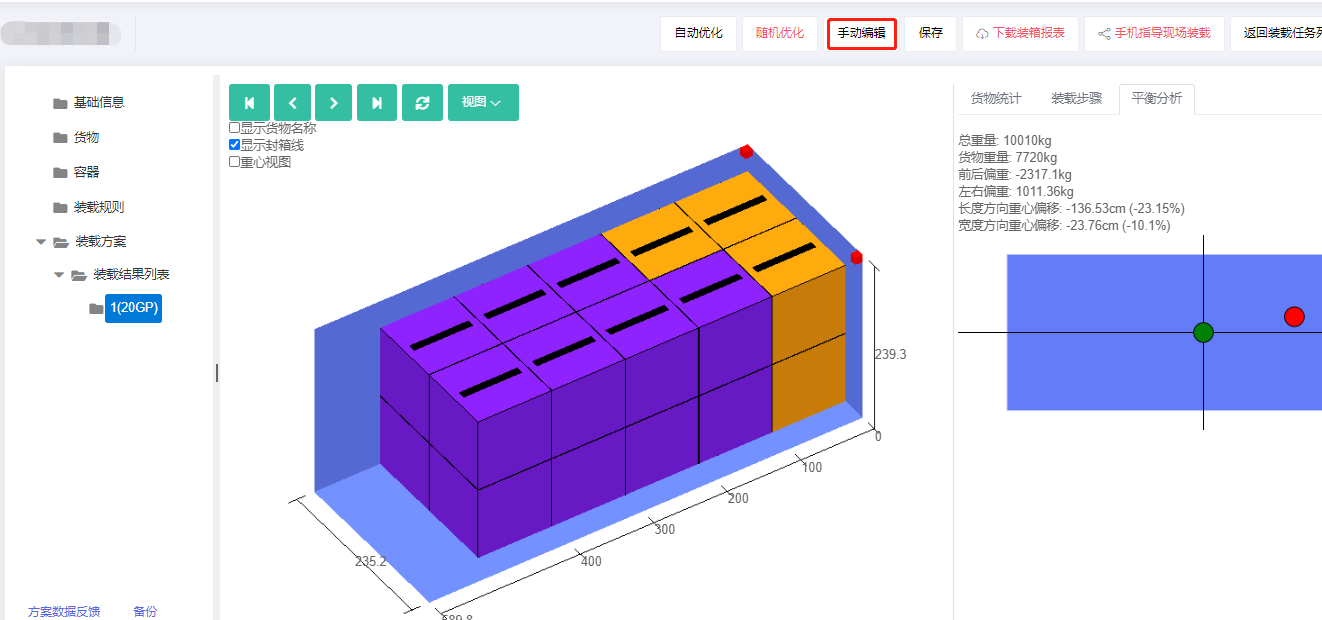 自动优化 随机优化 手动编辑 保存 下载装箱报表 手机指导现场装载 返回装载任务列
基础信息
货物
容器
装载规则
装载方案
装载结果列表
1(20GP)
方案数据反馈 备份
视图
显示货物名称
显示封箱线
重心视图
239.3
0
100
200
300
400
235.2
589.8
货物统计 装载步骤 平衡分析
总重量: 10010kg
货物重量: 7720kg
前后偏重: -2317.1kg
左右偏重: 1011.36kg
长度方向重心偏移: -136.53cm (-23.15%)
宽度方向重心偏移: -23.76cm (-10.1%)